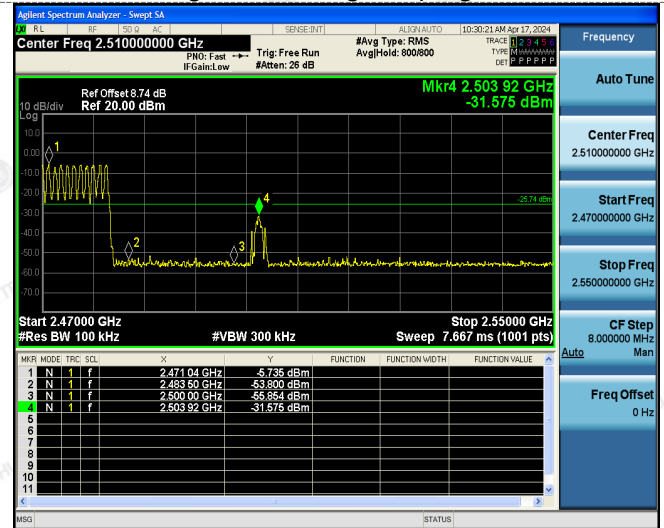 Agilent Spectrum Analyzer - Swept SA
RL RF 50 Ω AC SENSE:INT ALIGN AUTO 10:30:21 AM Apr 17, 2024
Center Freq 2.510000000 GHz
PNO: Fast
IFGain:Low
Trig: Free Run
#Atten: 26 dB
#Avg Type: RMS
Avg|Hold: 800/800
TRACE 1 2 3 4 5 6
TYPE M
DET P P P P P P
Frequency
Auto Tune
Center Freq
2.510000000 GHz
Start Freq
2.470000000 GHz
Stop Freq
2.550000000 GHz
CF Step
8.000000 MHz
Auto Man
Freq Offset
0 Hz
Mkr4 2.503 92 GHz
-31.575 dBm
Ref Offset 8.74 dB
Ref 20.00 dBm
10 dB/div
Log
10.0
0.00
-10.0
-20.0
-30.0
-40.0
-50.0
-60.0
-70.0
1
2
3
4
-25.74 dBm
Start 2.47000 GHz Stop 2.55000 GHz
#Res BW 100 kHz #VBW 300 kHz Sweep 7.667 ms (1001 pts)
MKR MODE TRC SCL X Y FUNCTION FUNCTION WIDTH FUNCTION VALUE
1 N 1 f 2.471 04 GHz -5.735 dBm
2 N 1 f 2.483 50 GHz -53.800 dBm
3 N 1 f 2.500 00 GHz -55.854 dBm
4 N 1 f 2.503 92 GHz -31.575 dBm
5
6
7
8
9
10
11
MSG STATUS